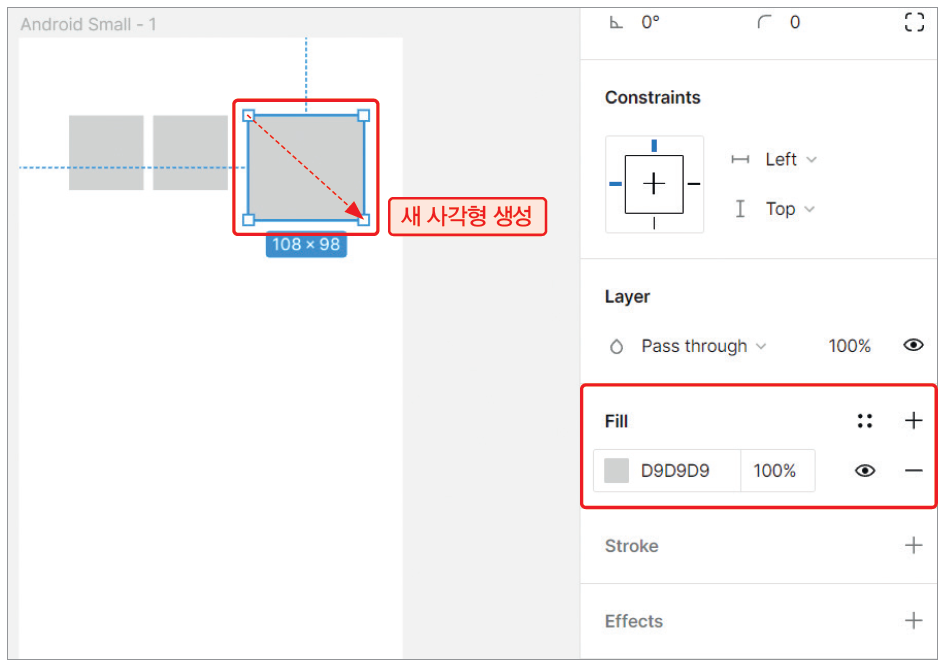 Android Small - 1
0°
0
Constraints
Left
Top
새 사각형 생성
108 × 98
Layer
Pass through
100%
Fill
D9D9D9
100%
Stroke
Effects